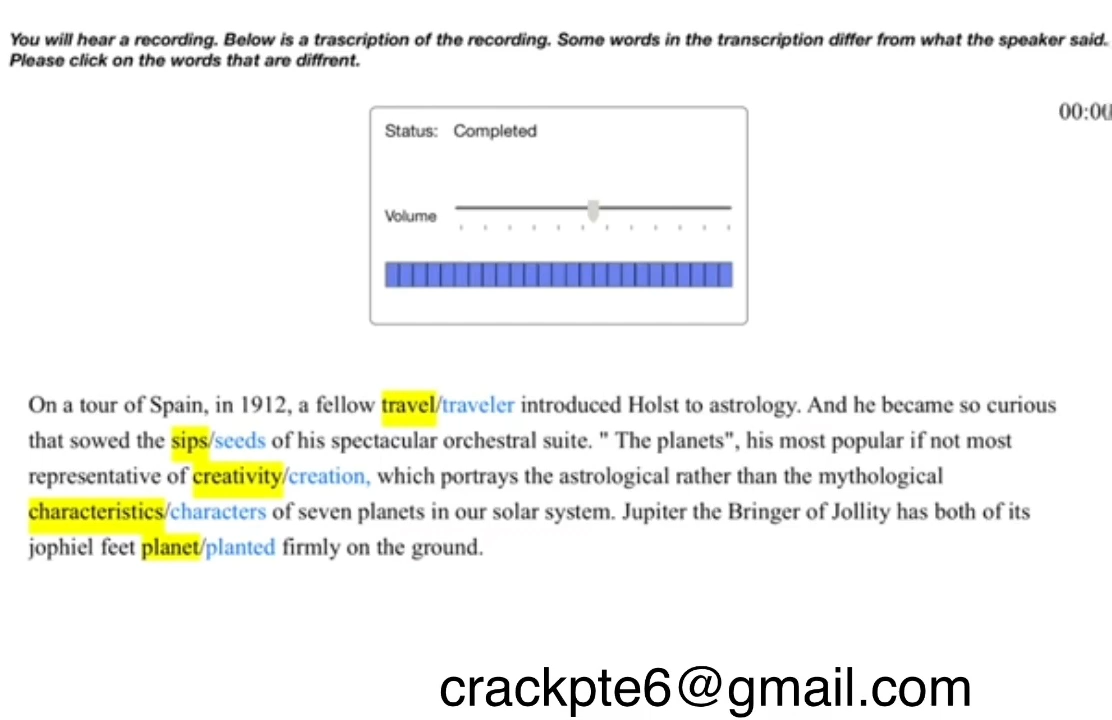 You will hear a recording. Below is a trascription of the recording. Some words in the transcription differ from what the speaker said.
Please click on the words that are diffrent.
00:00
Status: Completed
Volume
On a tour of Spain, in 1912, a fellow travel/traveler introduced Holst to astrology. And he became so curious
that sowed the sips/seeds of his spectacular orchestral suite. " The planets", his most popular if not most
representative of creativity/creation, which portrays the astrological rather than the mythological
characteristics/characters of seven planets in our solar system. Jupiter the Bringer of Jollity has both of its
jophiel feet planet/planted firmly on the ground.
crackpte6@gmail.com